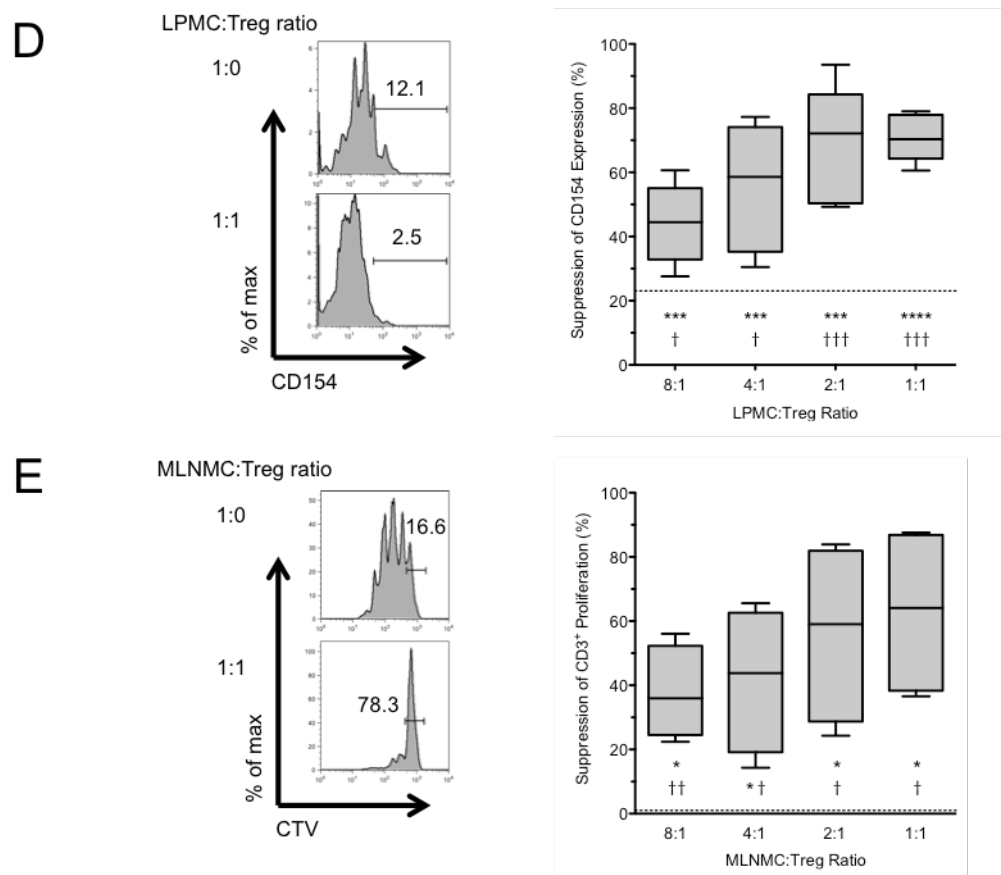 D
LPMC:Treg ratio
1:0
12.1
1:1
2.5
% of max
CD154
Suppression of CD154 Expression (%)
100
80
60
40
20
0
*** *** *** ****
† † ††† †††
8:1 4:1 2:1 1:1
LPMC:Treg Ratio
E
MLNMC:Treg ratio
1:0
16.6
1:1
78.3
% of max
CTV
Suppression of CD3⁺ Proliferation (%)
100
80
60
40
20
0
* * † * *
†† † †
8:1 4:1 2:1 1:1
MLNMC:Treg Ratio